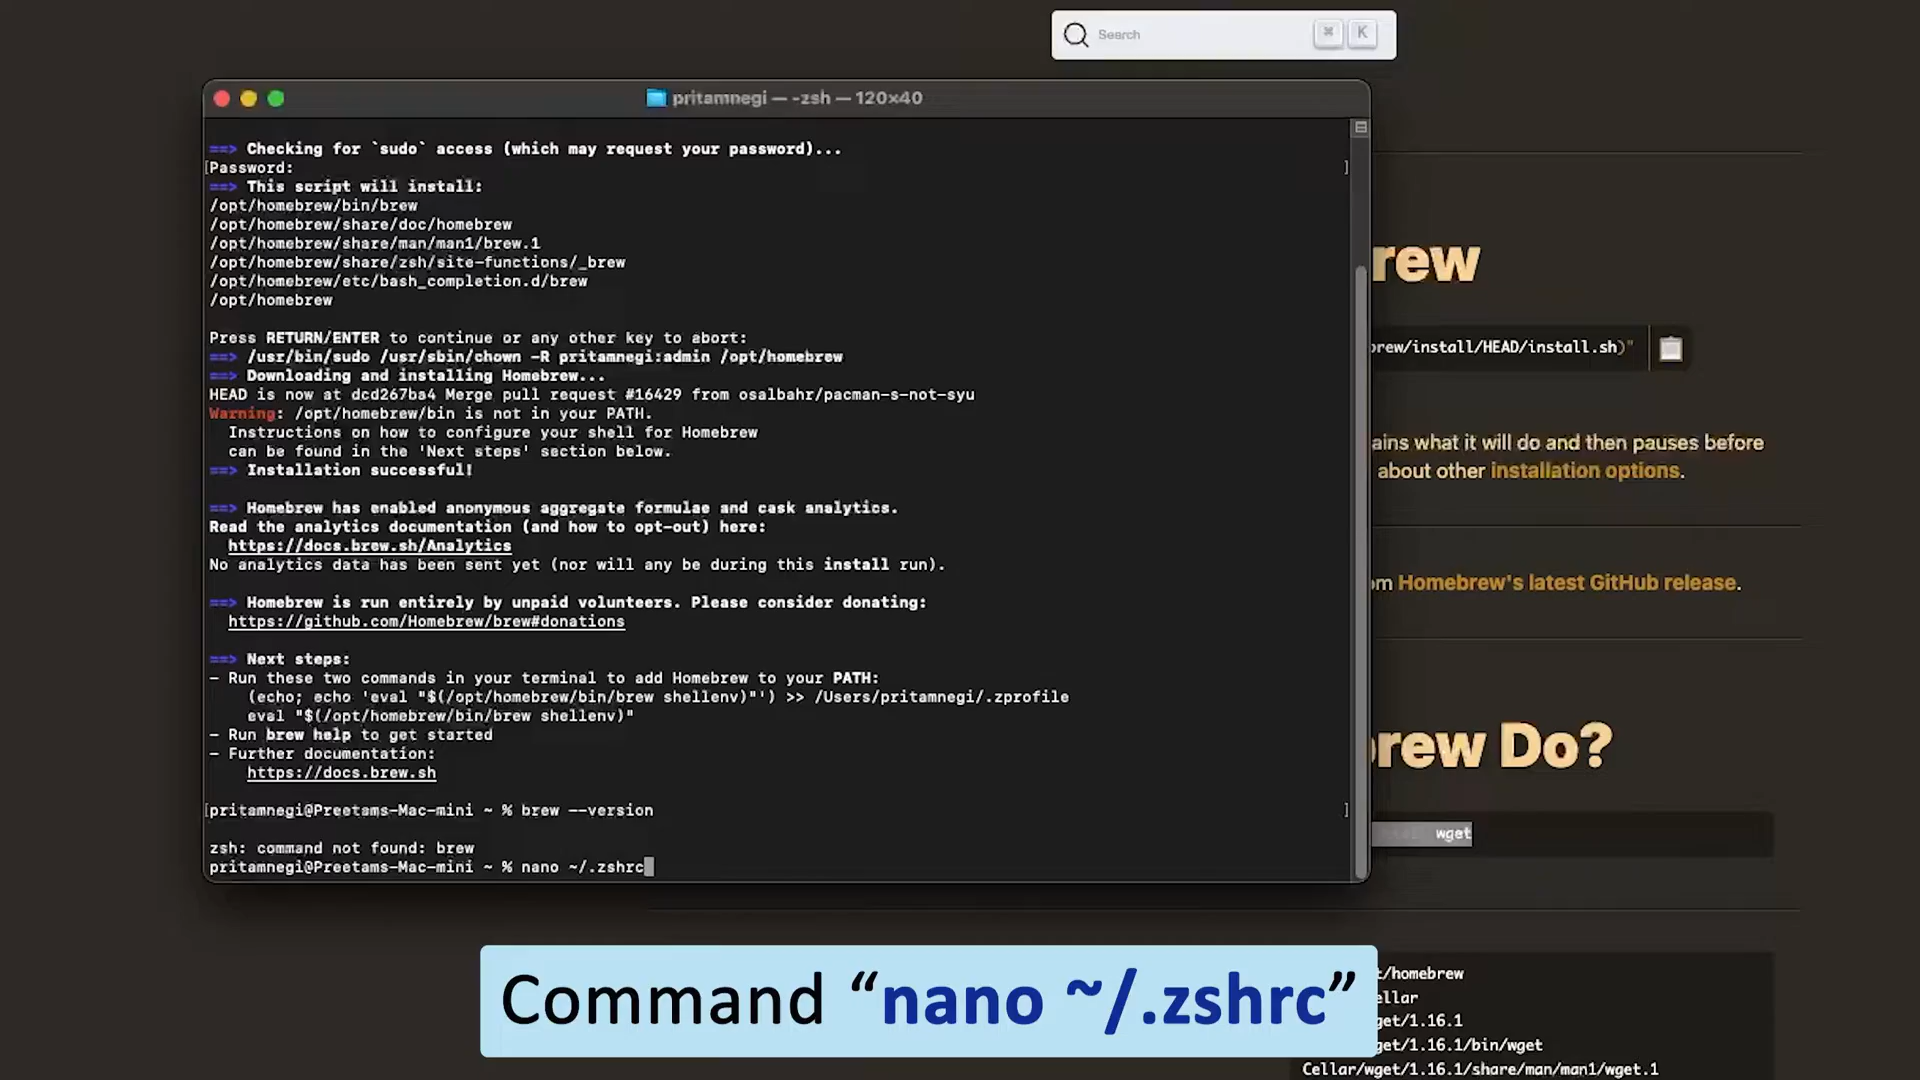 Search
⌘ K
pritamnegi — -zsh — 120×40
==> Checking for `sudo` access (which may request your password)...
[Password: ]
==> This script will install:
/opt/homebrew/bin/brew
/opt/homebrew/share/doc/homebrew
/opt/homebrew/share/man/man1/brew.1
/opt/homebrew/share/zsh/site-functions/_brew
/opt/homebrew/etc/bash_completion.d/brew
/opt/homebrew
rew
Press RETURN/ENTER to continue or any other key to abort:
rew/install/HEAD/install.sh)"
==> /usr/bin/sudo /usr/sbin/chown -R pritamnegi:admin /opt/homebrew
==> Downloading and installing Homebrew...
HEAD is now at dcd267ba4 Merge pull request #16429 from osalbahr/pacman-s-not-syu
Warning: /opt/homebrew/bin is not in your PATH.
Instructions on how to configure your shell for Homebrew
can be found in the 'Next steps' section below.
==> Installation successful!
ains what it will do and then pauses before
about other installation options.
==> Homebrew has enabled anonymous aggregate formulae and cask analytics.
Read the analytics documentation (and how to opt-out) here:
https://docs.brew.sh/Analytics
No analytics data has been sent yet (nor will any be during this install run).
om Homebrew's latest GitHub release.
==> Homebrew is run entirely by unpaid volunteers. Please consider donating:
https://github.com/Homebrew/brew#donations
==> Next steps:
- Run these two commands in your terminal to add Homebrew to your PATH:
(echo; echo 'eval "$(/opt/homebrew/bin/brew shellenv)"') >> /Users/pritamnegi/.zprofile
eval "$(/opt/homebrew/bin/brew shellenv)"
- Run brew help to get started
- Further documentation:
https://docs.brew.sh
brew Do?
[pritamnegi@Preetams-Mac-mini ~ % brew --version ]
wget
zsh: command not found: brew
pritamnegi@Preetams-Mac-mini ~ % nano ~/.zshrc
Command “nano ~/.zshrc”
t/homebrew
ellar
get/1.16.1
get/1.16.1/bin/wget
Cellar/wget/1.16.1/share/man/man1/wget.1